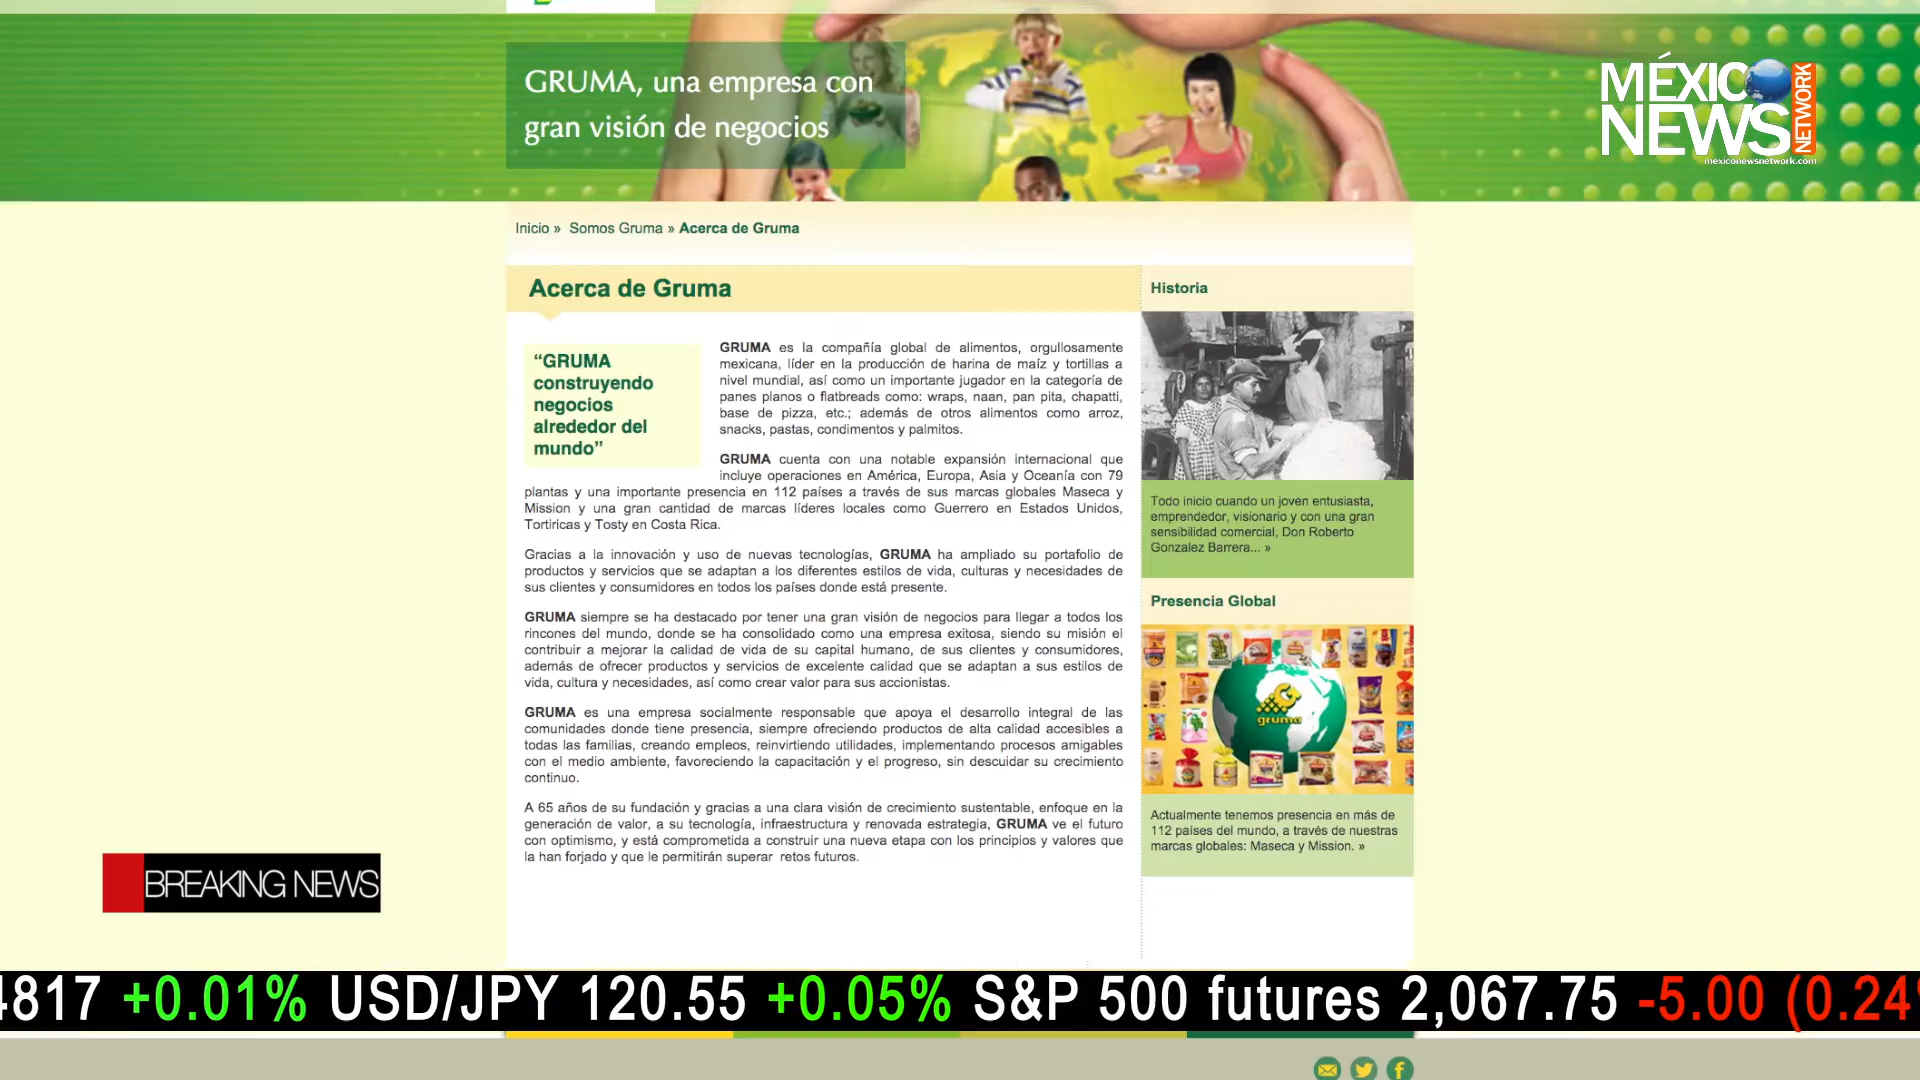 GRUMA, una empresa con
gran visión de negocios
MÉXICO
NEWS
NETWORK
mexiconewsnetwork.com
Inicio » Somos Gruma » Acerca de Gruma
Acerca de Gruma
“GRUMA
construyendo
negocios
alrededor del
mundo”
GRUMA es la compañía global de alimentos, orgullosamente
mexicana, líder en la producción de harina de maíz y tortillas a
nivel mundial, así como un importante jugador en la categoría de
panes planos o flatbreads como: wraps, naan, pan pita, chapatti,
base de pizza, etc.; además de otros alimentos como arroz,
snacks, pastas, condimentos y palmitos.
GRUMA cuenta con una notable expansión internacional que
incluye operaciones en América, Europa, Asia y Oceanía con 79
plantas y una importante presencia en 112 países a través de sus marcas globales Maseca y
Mission y una gran cantidad de marcas líderes locales como Guerrero en Estados Unidos,
Tortiricas y Tosty en Costa Rica.
Gracias a la innovación y uso de nuevas tecnologías, GRUMA ha ampliado su portafolio de
productos y servicios que se adaptan a los diferentes estilos de vida, culturas y necesidades de
sus clientes y consumidores en todos los países donde está presente.
GRUMA siempre se ha destacado por tener una gran visión de negocios para llegar a todos los
rincones del mundo, donde se ha consolidado como una empresa exitosa, siendo su misión el
contribuir a mejorar la calidad de vida de su capital humano, de sus clientes y consumidores,
además de ofrecer productos y servicios de excelente calidad que se adaptan a sus estilos de
vida, cultura y necesidades, así como crear valor para sus accionistas.
GRUMA es una empresa socialmente responsable que apoya el desarrollo integral de las
comunidades donde tiene presencia, siempre ofreciendo productos de alta calidad accesibles a
todas las familias, creando empleos, reinvirtiendo utilidades, implementando procesos amigables
con el medio ambiente, favoreciendo la capacitación y el progreso, sin descuidar su crecimiento
continuo.
A 65 años de su fundación y gracias a una clara visión de crecimiento sustentable, enfoque en la
generación de valor, a su tecnología, infraestructura y renovada estrategia, GRUMA ve el futuro
con optimismo, y está comprometida a construir una nueva etapa con los principios y valores que
la han forjado y que le permitirán superar retos futuros.
Historia
Todo inicio cuando un joven entusiasta,
emprendedor, visionario y con una gran
sensibilidad comercial, Don Roberto
Gonzalez Barrera... »
Presencia Global
gruma
Actualmente tenemos presencia en más de
112 países del mundo, a través de nuestras
marcas globales: Maseca y Mission. »
BREAKING NEWS
4817 +0.01% USD/JPY 120.55 +0.05% S&P 500 futures 2,067.75 -5.00 (0.24%